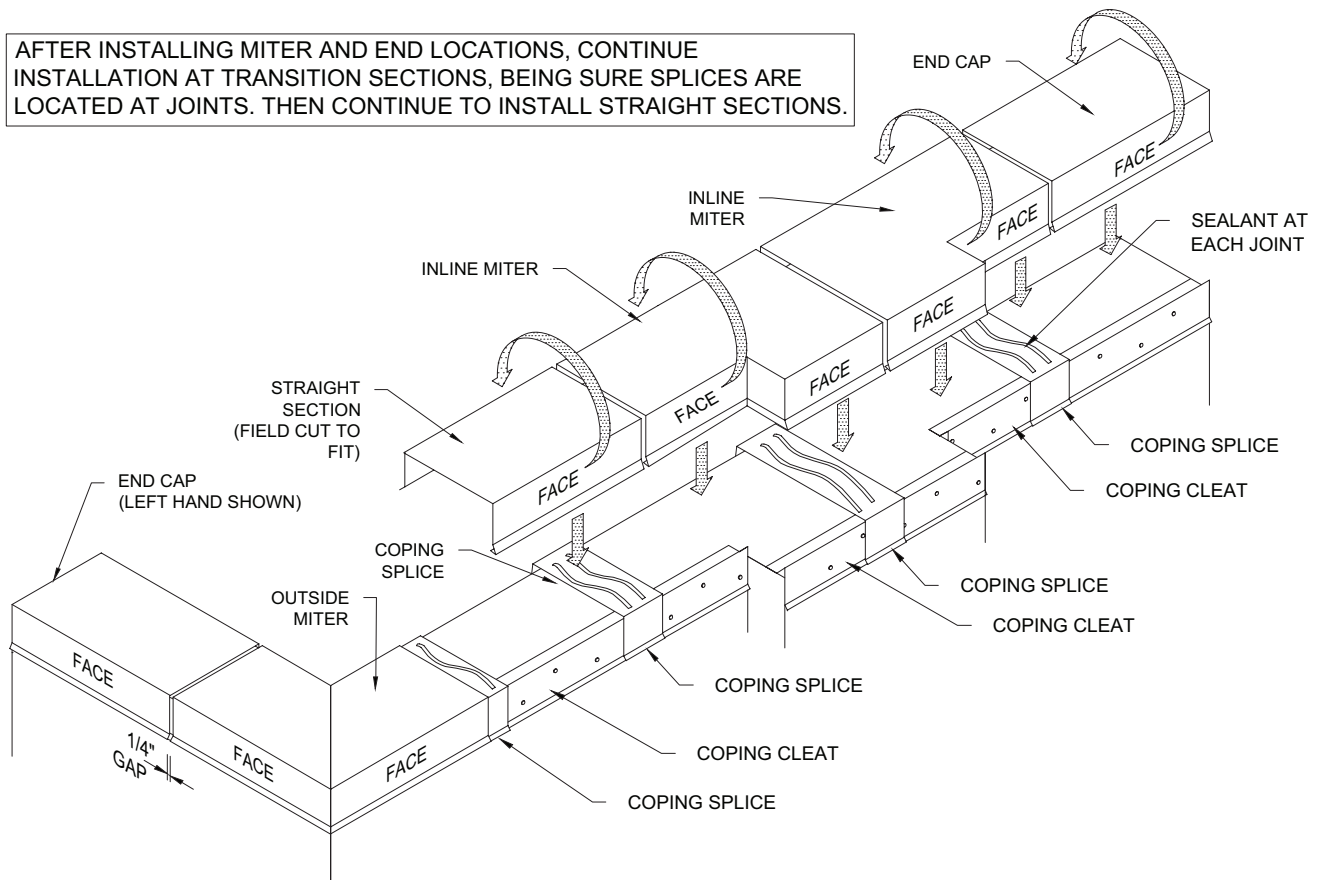 AFTER INSTALLING MITER AND END LOCATIONS, CONTINUE
INSTALLATION AT TRANSITION SECTIONS, BEING SURE SPLICES ARE
LOCATED AT JOINTS. THEN CONTINUE TO INSTALL STRAIGHT SECTIONS.
END CAP
FACE
INLINE
MITER
FACE
SEALANT AT
EACH JOINT
INLINE MITER
FACE
FACE
FACE
STRAIGHT
SECTION
(FIELD CUT TO
FIT)
FACE
COPING SPLICE
COPING CLEAT
END CAP
(LEFT HAND SHOWN)
COPING
SPLICE
COPING SPLICE
COPING CLEAT
OUTSIDE
MITER
COPING SPLICE
FACE
FACE
FACE
1/4"
GAP
COPING CLEAT
COPING SPLICE